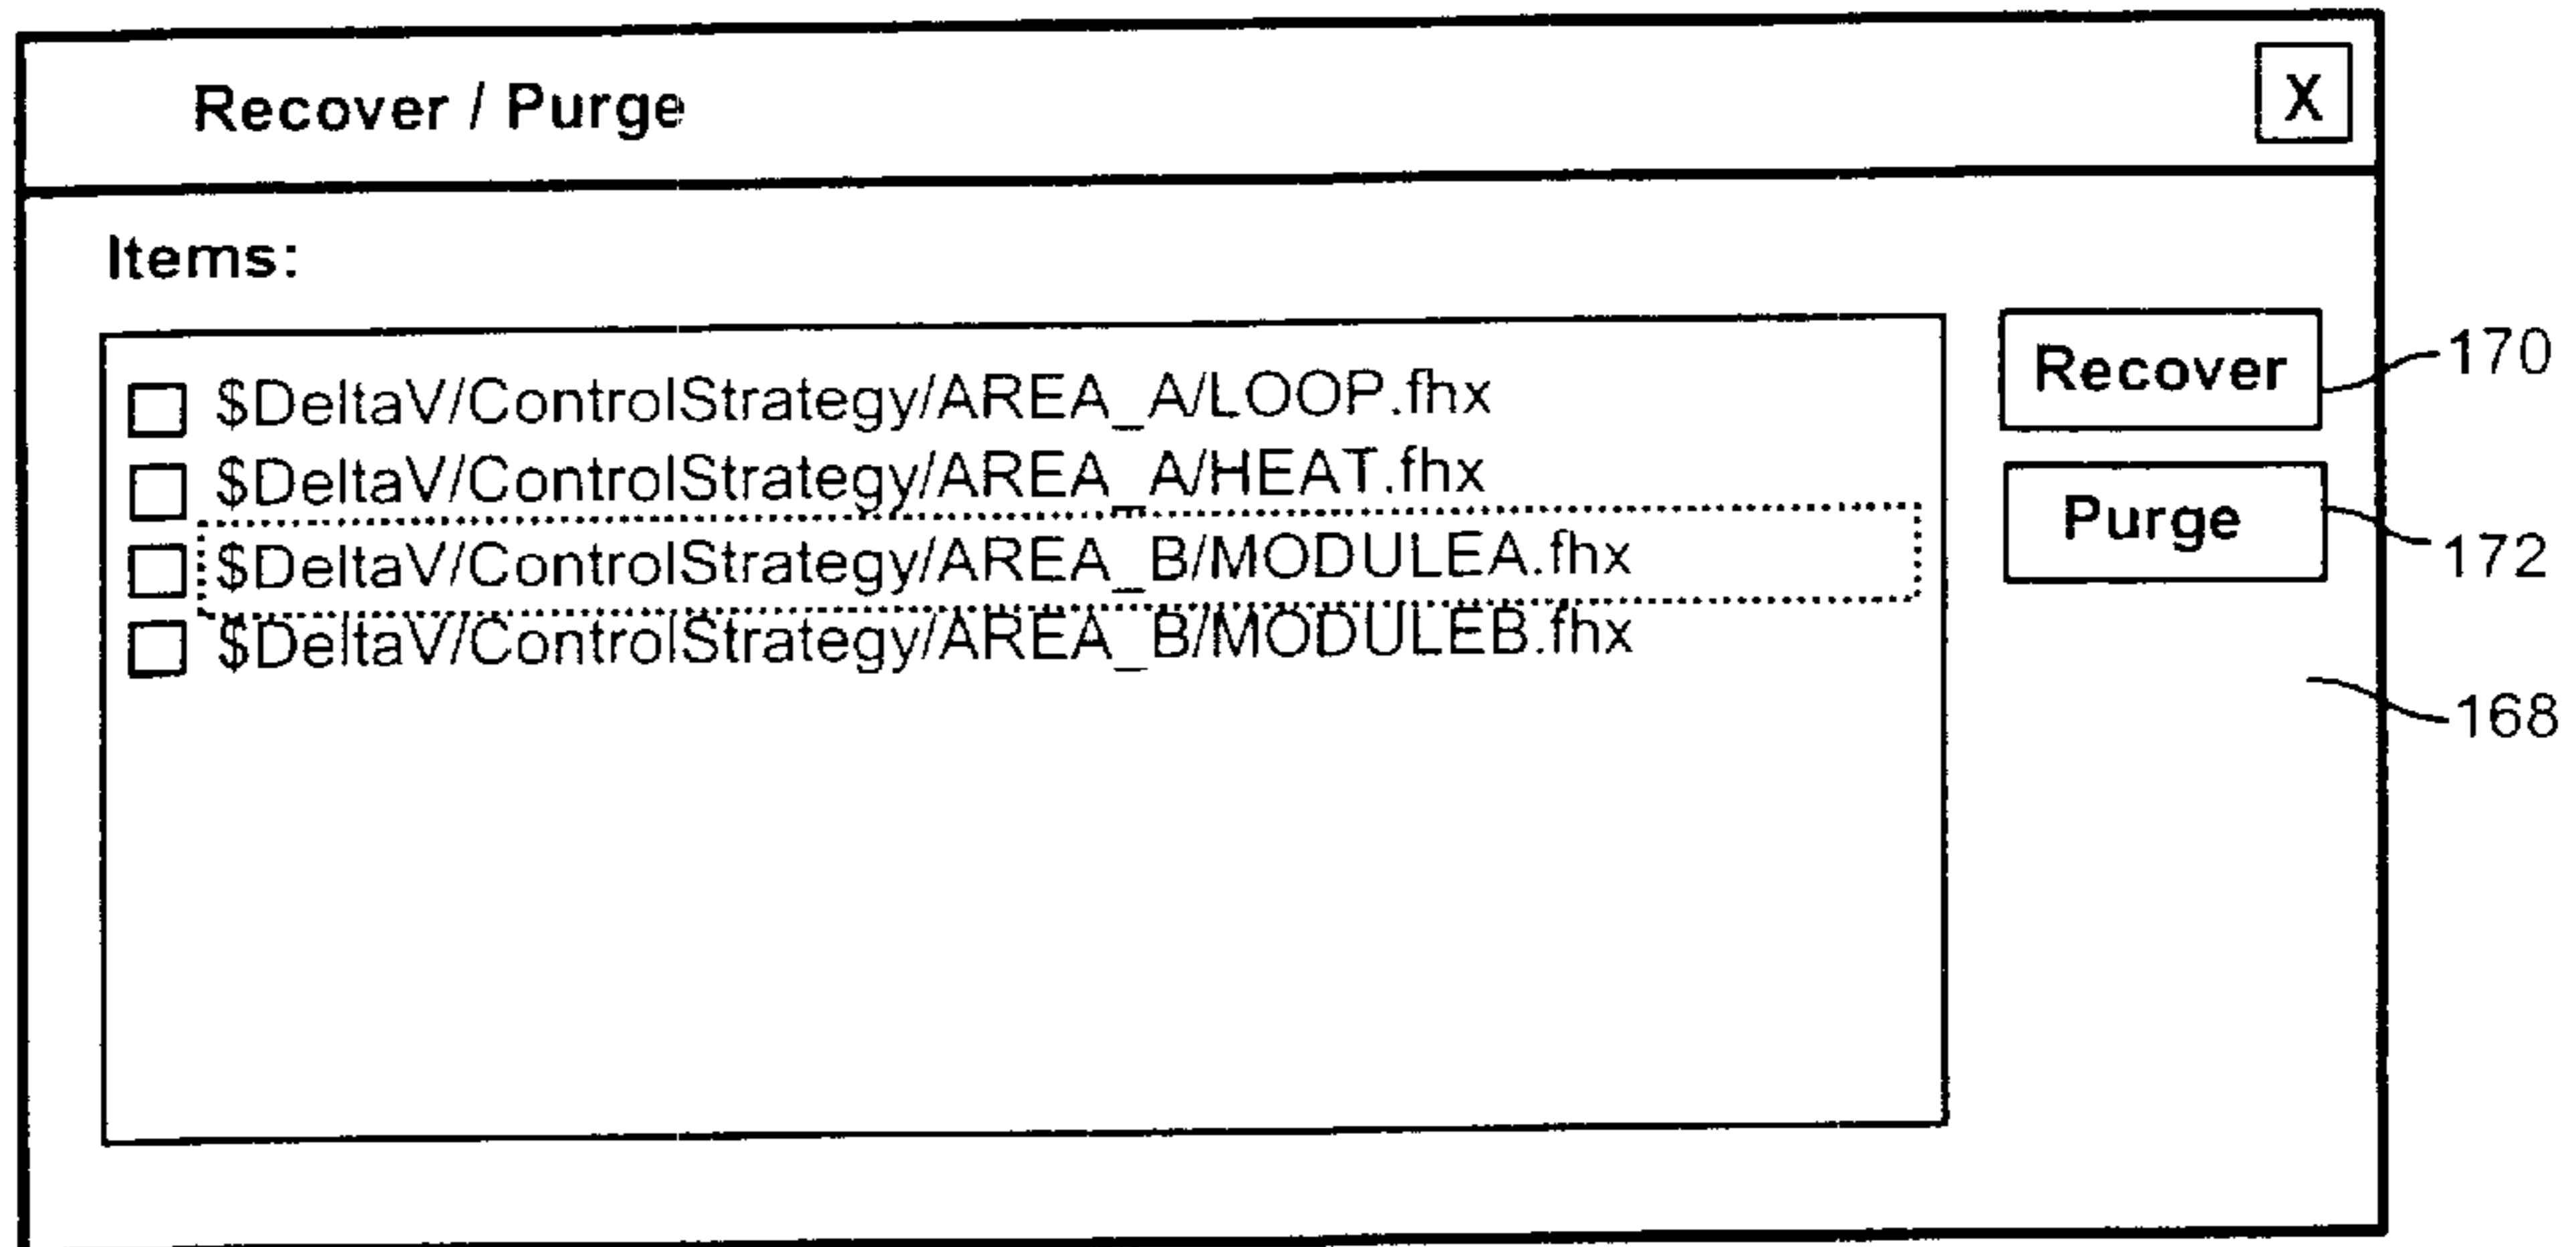 Recover / Purge X
Items:
$DeltaV/ControlStrategy/AREA_A/LOOP.fhx
$DeltaV/ControlStrategy/AREA_A/HEAT.fhx
$DeltaV/ControlStrategy/AREA_B/MODULEA.fhx
$DeltaV/ControlStrategy/AREA_B/MODULEB.fhx
Recover 170
Purge 172
168